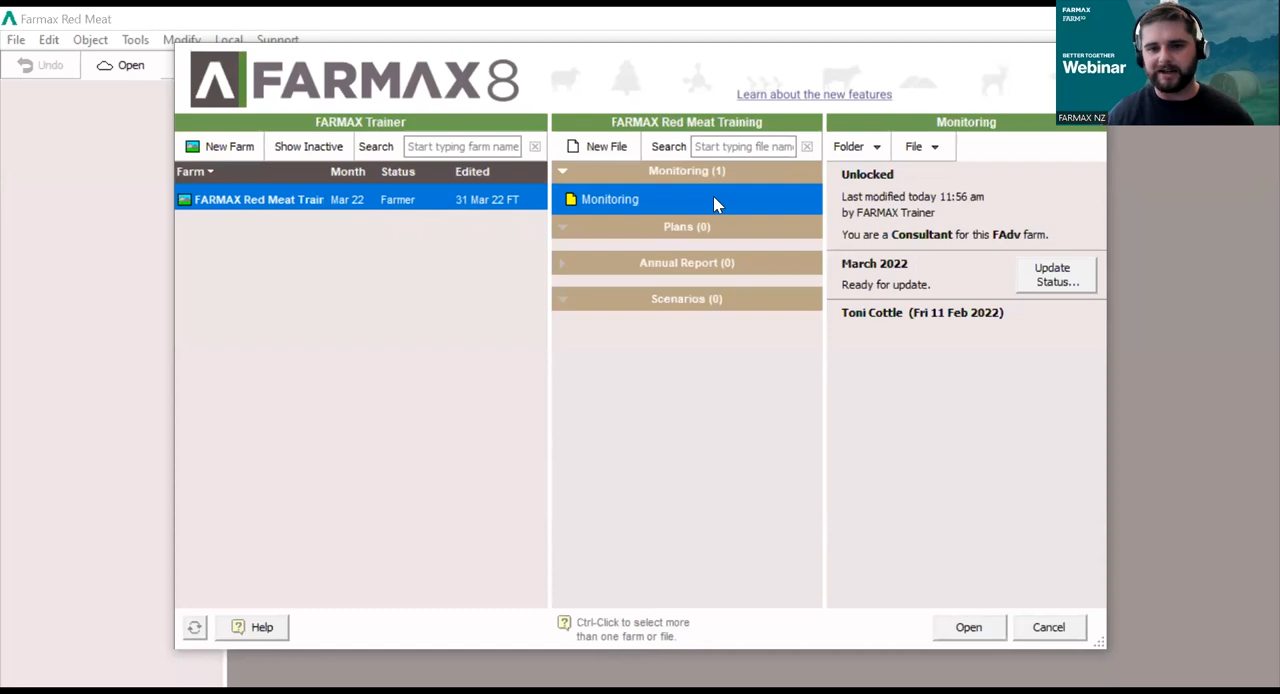 Farmax Red Meat
File Edit Object Tools Modify Local Support
Undo Open
FARMAX 8
Learn about the new features
FARMAX Trainer
New Farm Show Inactive Search Start typing farm name
Farm Month Status Edited
FARMAX Red Meat Trair Mar 22 Farmer 31 Mar 22 FT
Help
FARMAX Red Meat Training
New File Search Start typing file name
Monitoring (1)
Monitoring
Plans (0)
Annual Report (0)
Scenarios (0)
Ctrl-Click to select more
than one farm or file.
Monitoring
Folder File
Unlocked
Last modified today 11:56 am
by FARMAX Trainer
You are a Consultant for this FAdv farm.
March 2022
Ready for update.
Update
Status...
Toni Cottle (Fri 11 Feb 2022)
Open Cancel
FARMAX
BETTER TOGETHER
Webinar
FARMAX NZ